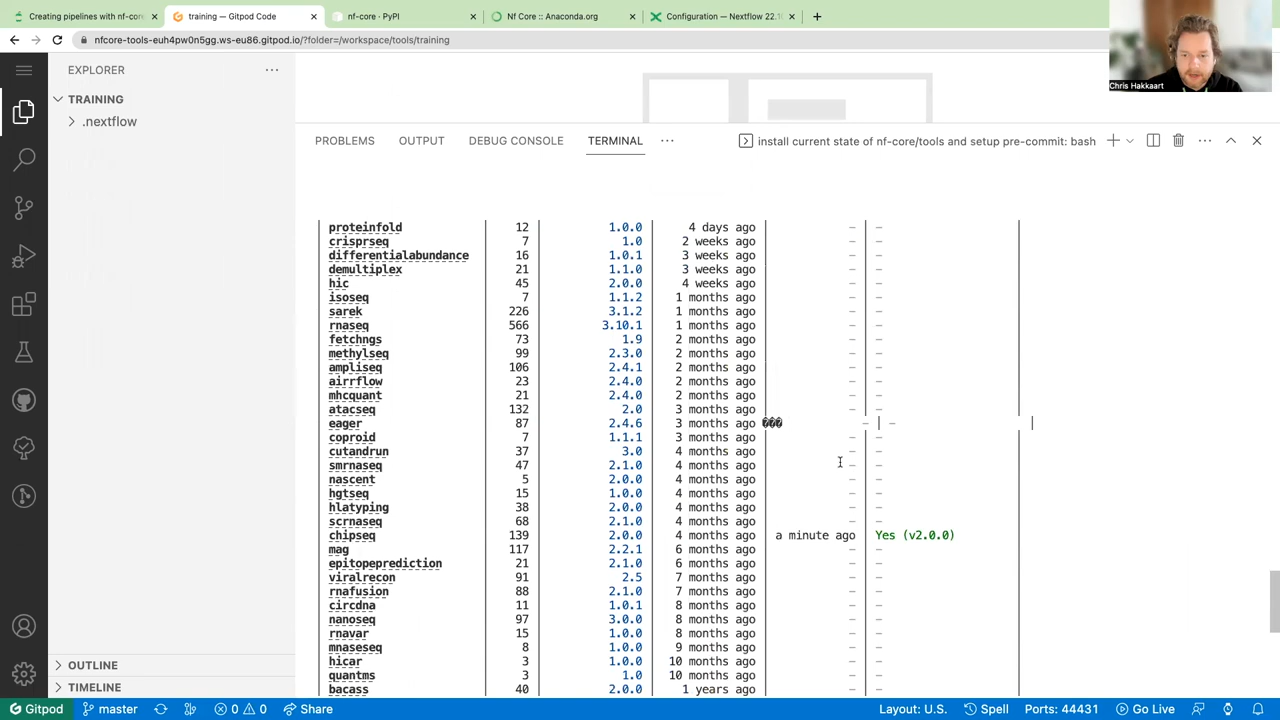 Creating pipelines with nf-core
training — Gitpod Code
nf-core · PyPI
Nf Core :: Anaconda.org
Configuration — Nextflow 22.1
nfcore-tools-euh4pw0n5gg.ws-eu86.gitpod.io/?folder=/workspace/tools/training
Chris Hakkaart
EXPLORER
TRAINING
.nextflow
OUTLINE
TIMELINE
PROBLEMS OUTPUT DEBUG CONSOLE TERMINAL
install current state of nf-core/tools and setup pre-commit: bash
proteinfold 12 1.0.0 4 days ago - -
crisprseq 7 1.0 2 weeks ago - -
differentialabundance 16 1.0.1 3 weeks ago - -
demultiplex 21 1.1.0 3 weeks ago - -
hic 45 2.0.0 4 weeks ago - -
isoseq 7 1.1.2 1 months ago - -
sarek 226 3.1.2 1 months ago - -
rnaseq 566 3.10.1 1 months ago - -
fetchngs 73 1.9 2 months ago - -
methylseq 99 2.3.0 2 months ago - -
ampliseq 106 2.4.1 2 months ago - -
airrflow 23 2.4.0 2 months ago - -
mhcquant 21 2.4.0 2 months ago - -
atacseq 132 2.0 3 months ago - -
eager 87 2.4.6 3 months ago ��� - -
coproid 7 1.1.1 3 months ago - -
cutandrun 37 3.0 4 months ago - -
smrnaseq 47 2.1.0 4 months ago - -
nascent 5 2.0.0 4 months ago - -
hgtseq 15 1.0.0 4 months ago - -
hlatyping 38 2.0.0 4 months ago - -
scrnaseq 68 2.1.0 4 months ago - -
chipseq 139 2.0.0 4 months ago a minute ago Yes (v2.0.0)
mag 117 2.2.1 6 months ago - -
epitopeprediction 21 2.1.0 6 months ago - -
viralrecon 91 2.5 7 months ago - -
rnafusion 88 2.1.0 7 months ago - -
circdna 11 1.0.1 8 months ago - -
nanoseq 97 3.0.0 8 months ago - -
rnavar 15 1.0.0 8 months ago - -
mnaseseq 8 1.0.0 9 months ago - -
hicar 3 1.0.0 10 months ago - -
quantms 3 1.0 10 months ago - -
bacass 40 2.0.0 1 years ago - -
Gitpod master 0 0 Share Layout: U.S. Spell Ports: 44431 Go Live